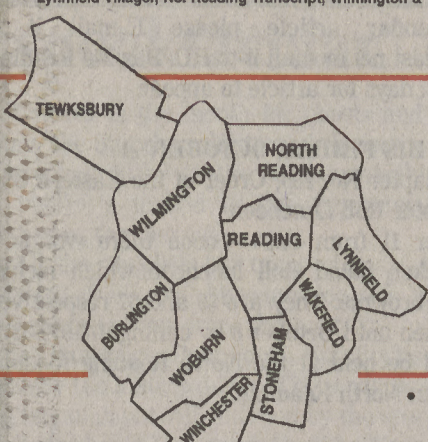 Lynnfield Villager, No. Reading Transcript, Wilmington &
TEWKSBURY
NORTH
READING
WILMINGTON
READING
LYNNFIELD
BURLINGTON
WAKEFIELD
WOBURN
STONEHAM
WINCHESTER